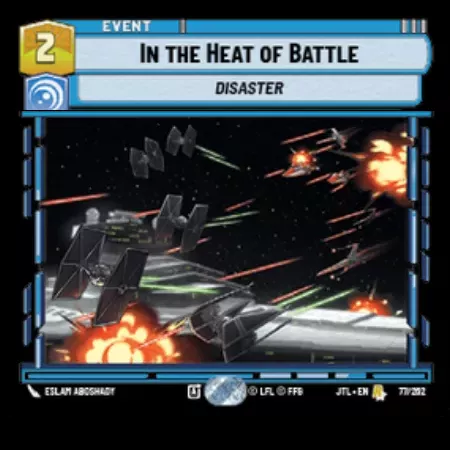 EVENT
2
IN THE HEAT OF BATTLE
DISASTER
ESLAM ABOSHADY
A
© LFL © FFG
JTL • EN
77/262